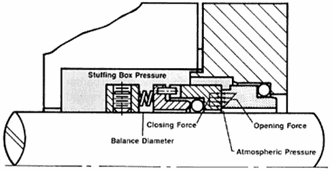 Stuffing Box Pressure
Closing Force
Opening Force
Balance Diameter
Atmospheric Pressure